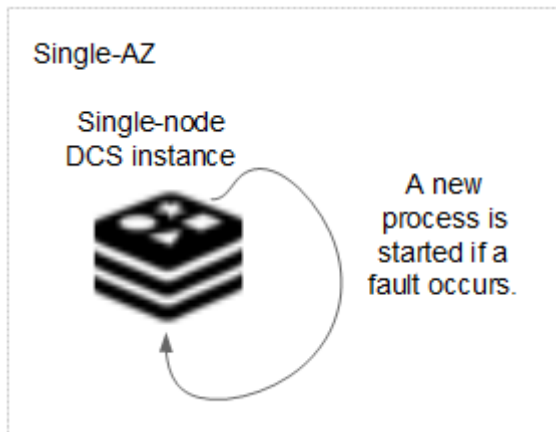 Single-AZ
Single-node
DCS instance
A new
process is
started if a
fault occurs.